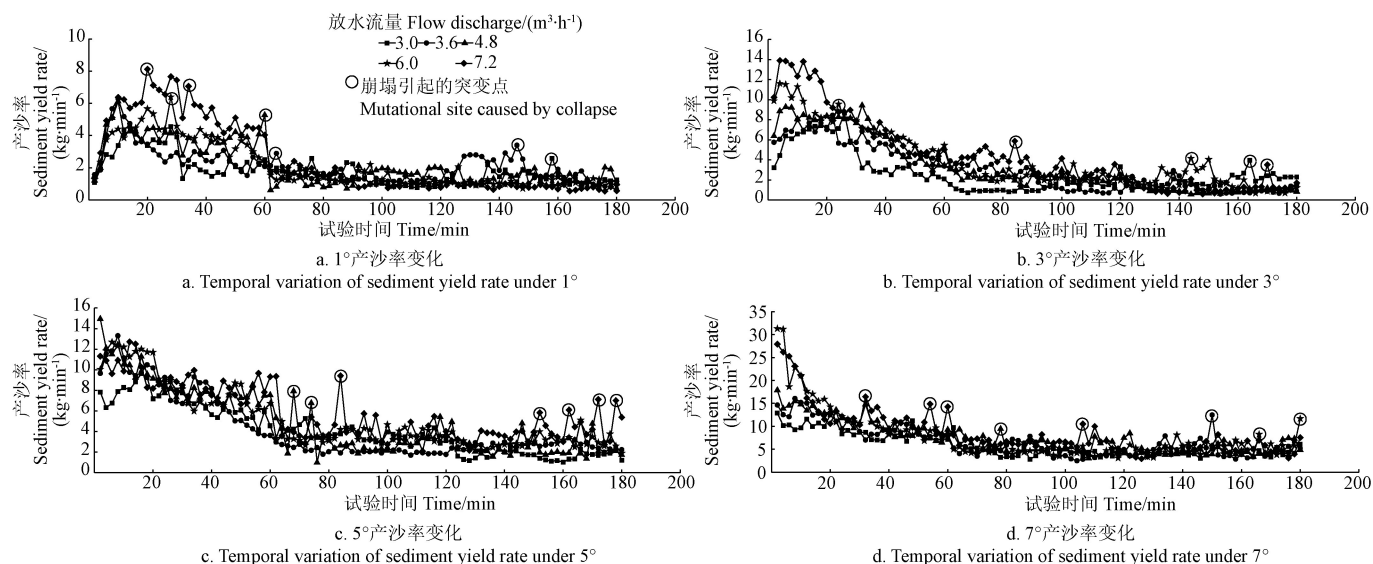 放水流量 Flow discharge/(m³·h⁻¹)
3.0 3.6 4.8
6.0 7.2
崩塌引起的突变点
Mutational site caused by collapse
产沙率
Sediment yield rate/
(kg·min⁻¹)
10
8
6
4
2
0
20 40 60 80 100 120 140 160 180 200
试验时间 Time/min
a. 1°产沙率变化
a. Temporal variation of sediment yield rate under 1°
产沙率
Sediment yield rate/
(kg·min⁻¹)
16
14
12
10
8
6
4
2
0
20 40 60 80 100 120 140 160 180 200
试验时间 Time/min
b. 3°产沙率变化
b. Temporal variation of sediment yield rate under 3°
产沙率
Sediment yield rate/
(kg·min⁻¹)
16
14
12
10
8
6
4
2
0
20 40 60 80 100 120 140 160 180 200
试验时间 Time/min
c. 5°产沙率变化
c. Temporal variation of sediment yield rate under 5°
产沙率
Sediment yield rate/
(kg·min⁻¹)
35
30
25
20
15
10
5
0
20 40 60 80 100 120 140 160 180 200
试验时间 Time/min
d. 7°产沙率变化
d. Temporal variation of sediment yield rate under 7°